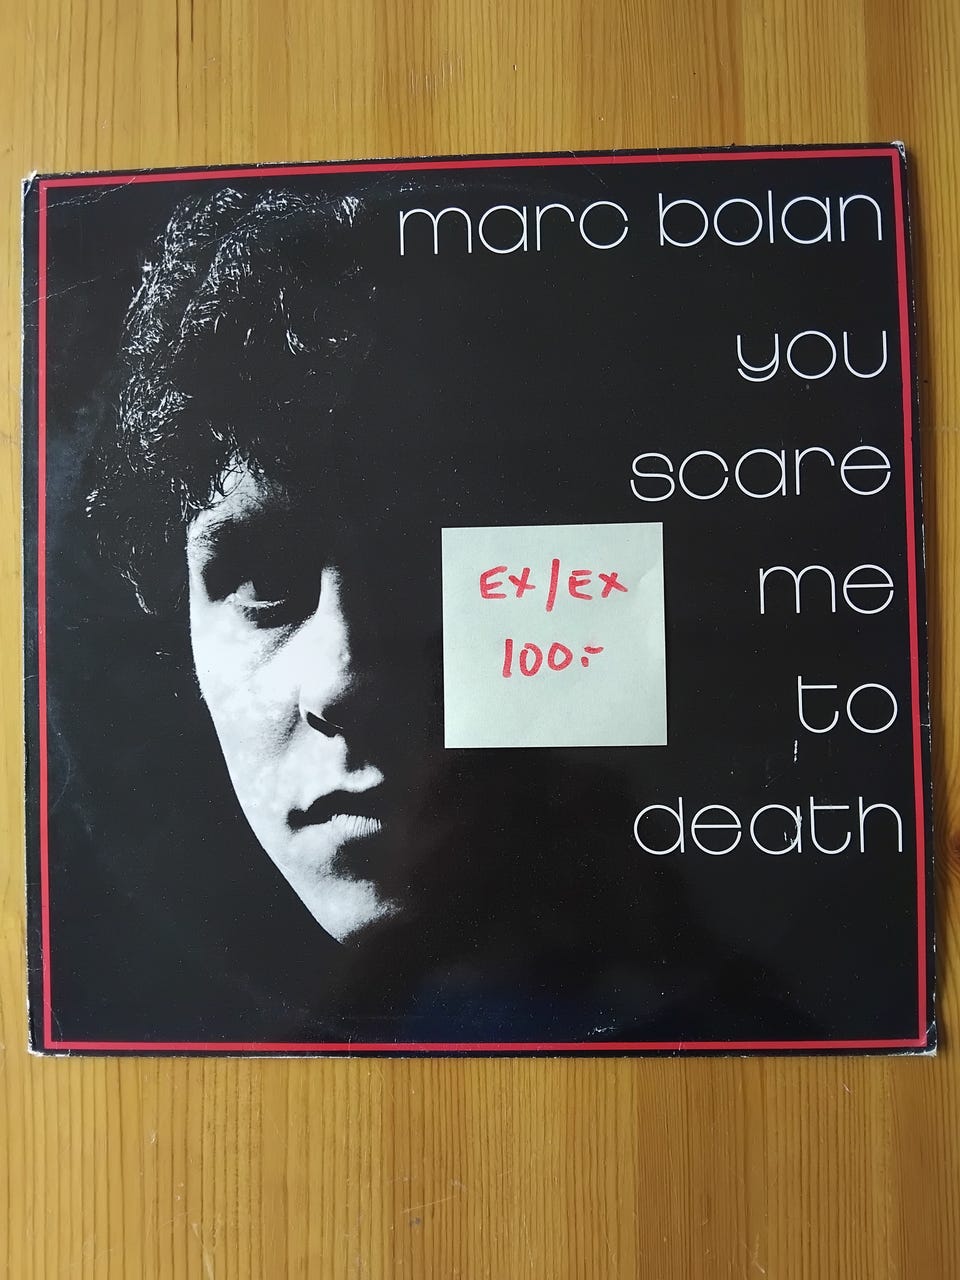 marc bolan
you
scare
me
to
death
EX/EX
100:-